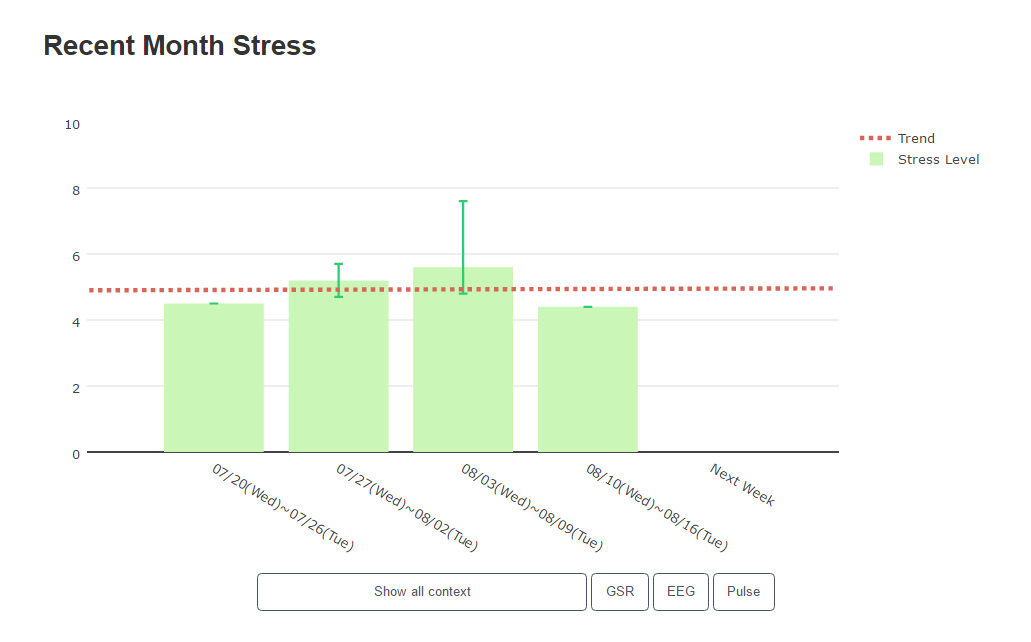 Recent Month Stress
10
8
6
4
2
0
Trend
Stress Level
07/20(Wed)~07/26(Tue)
07/27(Wed)~08/02(Tue)
08/03(Wed)~08/09(Tue)
08/10(Wed)~08/16(Tue)
Next Week
Show all context
GSR
EEG
Pulse